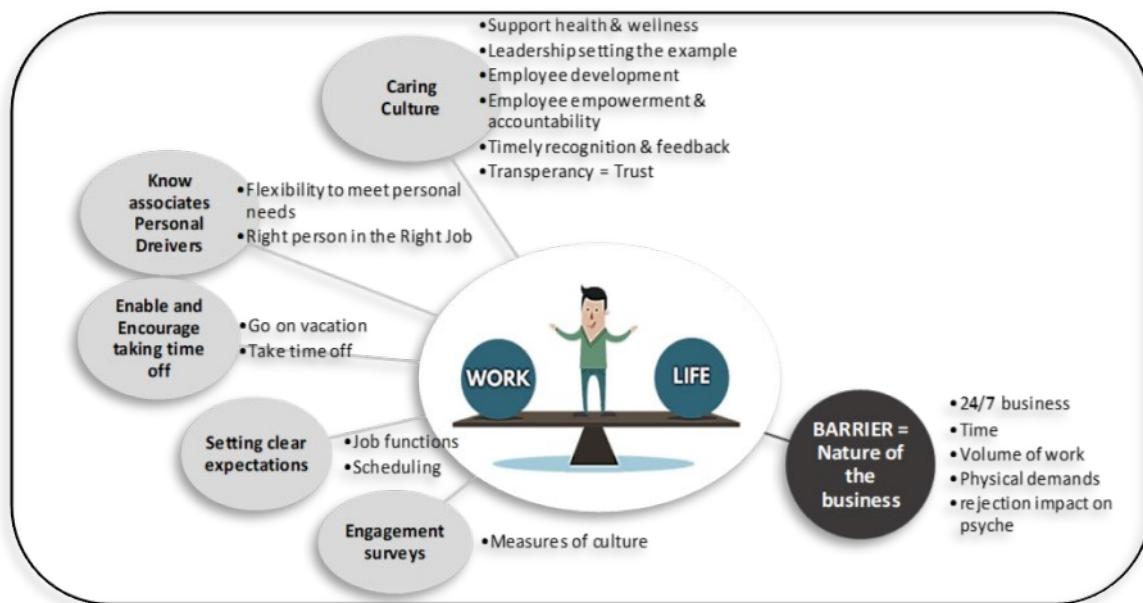 Caring
Culture
•Support health & wellness
•Leadership setting the example
•Employee development
•Employee empowerment &
accountability
•Timely recognition & feedback
•Transperancy = Trust
Know
associates
Personal
Dreivers
•Flexibility to meet personal
needs
•Right person in the Right Job
Enable and
Encourage
taking time
off
•Go on vacation
•Take time off
Setting clear
expectations
•Job functions
•Scheduling
Engagement
surveys
•Measures of culture
WORK
LIFE
BARRIER =
Nature of
the
business
•24/7 business
•Time
•Volume of work
•Physical demands
•rejection impact on
psyche